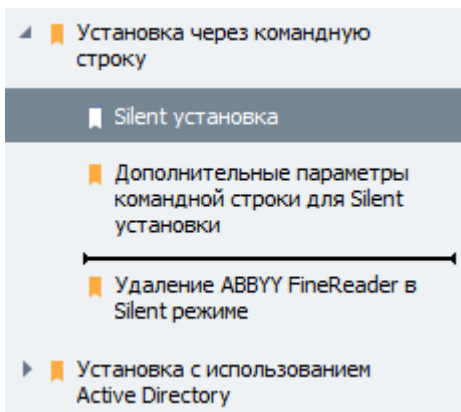 Установка через командную
строку
Silent установка
Дополнительные параметры
командной строки для Silent
установки
Удаление ABBYY FineReader в
Silent режиме
Установка с использованием
Active Directory